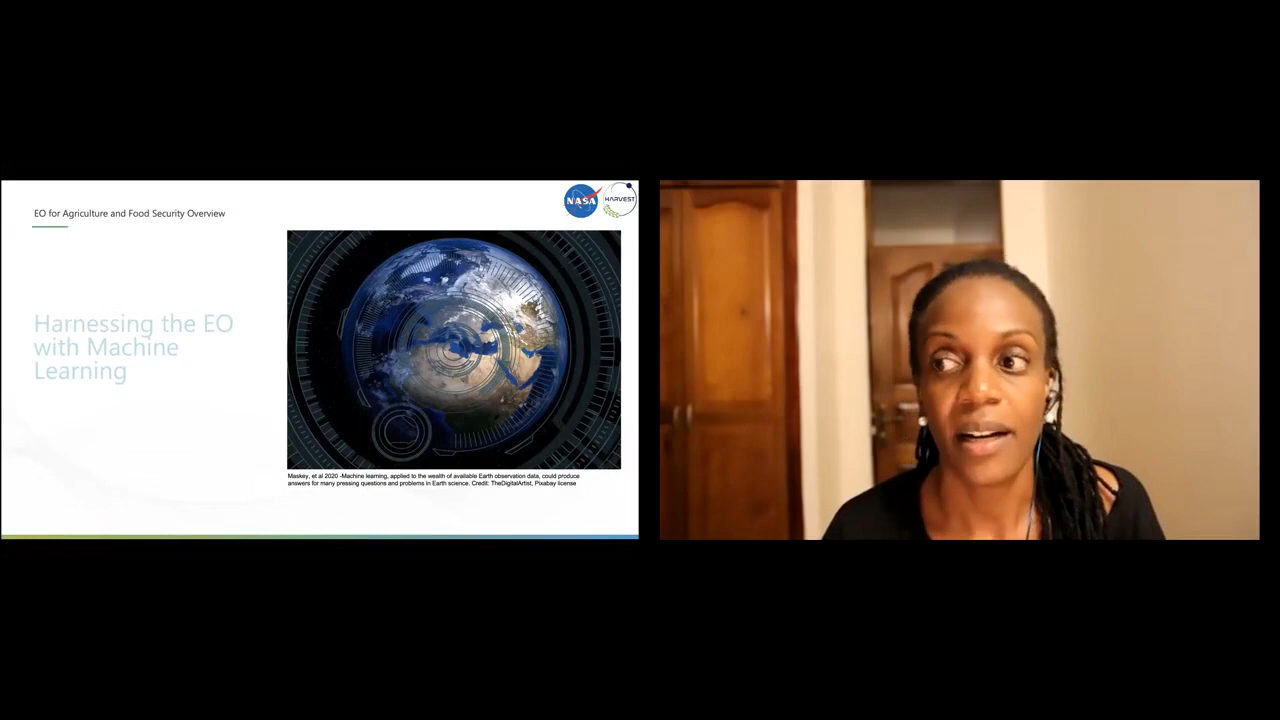 EO for Agriculture and Food Security Overview
NASA
HARVEST
Harnessing the EO
with Machine
Learning
Maskey, et al 2020 -Machine learning, applied to the wealth of available Earth observation data, could produce
answers for many pressing questions and problems in Earth science. Credit: TheDigitalArtist, Pixabay license